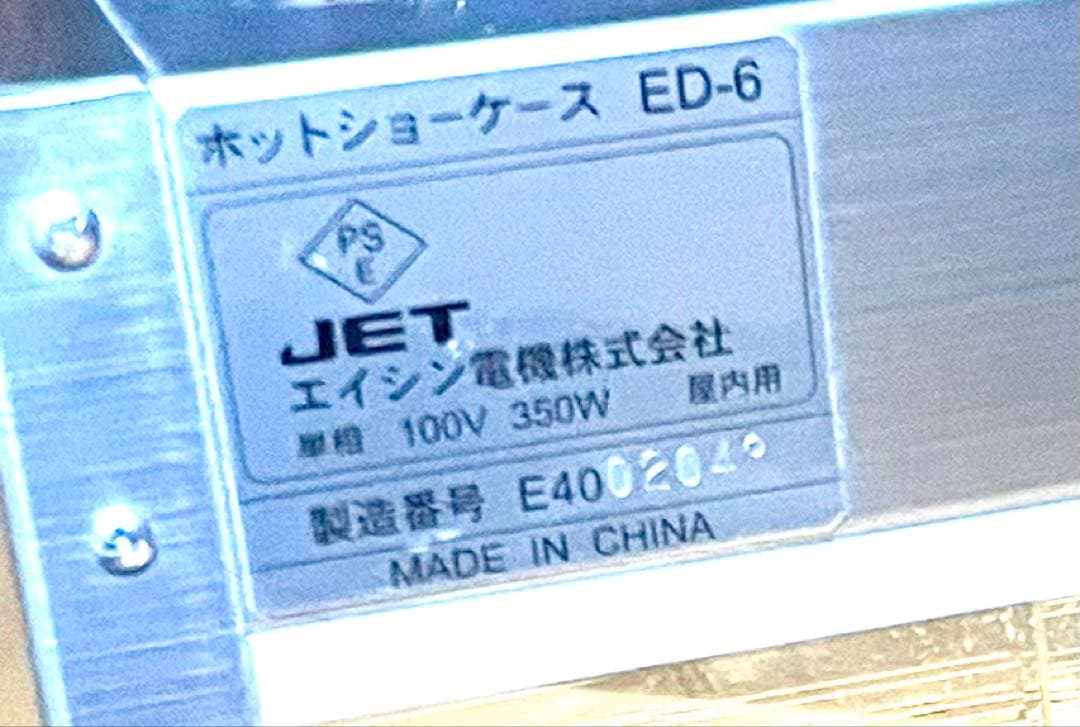 ホットショーケース ED-6
PS
E
JET
エイシン電機株式会社
単相 100V 350W 屋内用
製造番号 E40
MADE IN CHINA